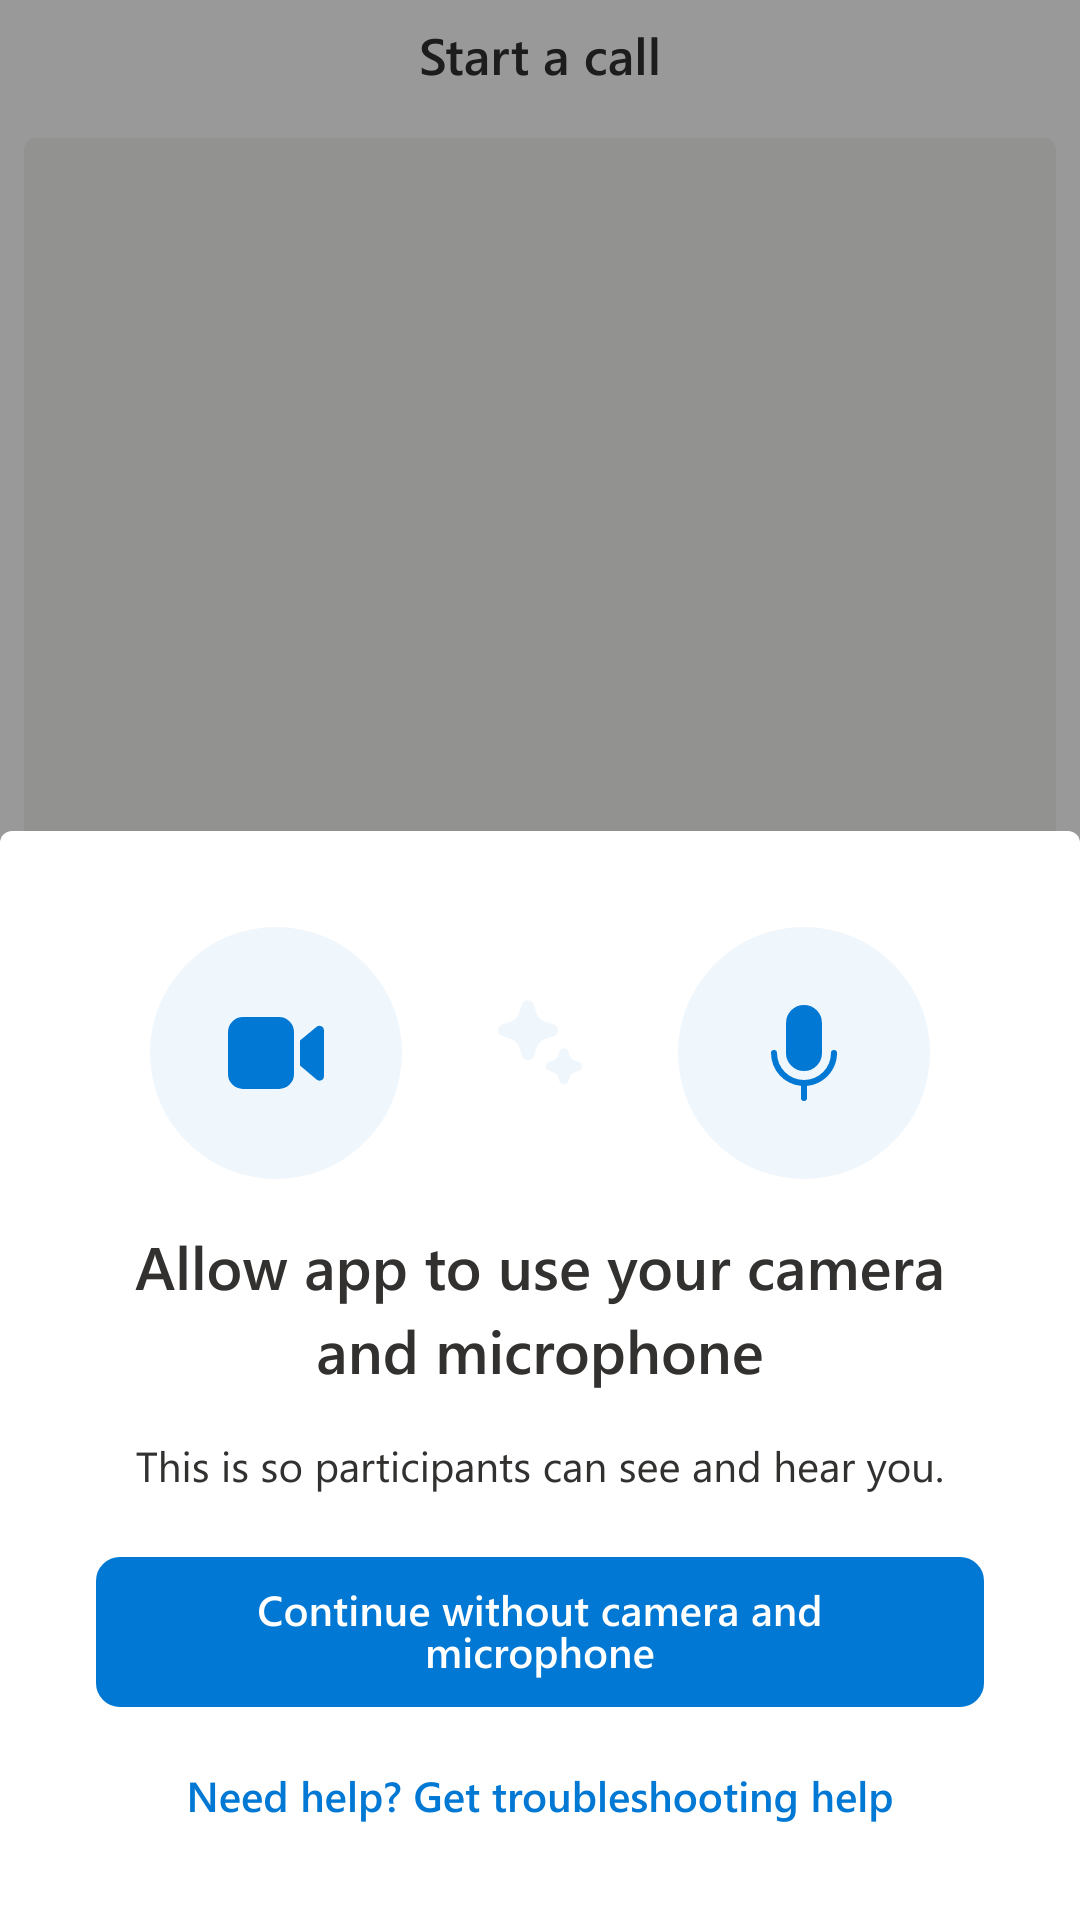 Start a call
Allow app to use your camera
and microphone
This is so participants can see and hear you.
Continue without camera and
microphone
Need help? Get troubleshooting help